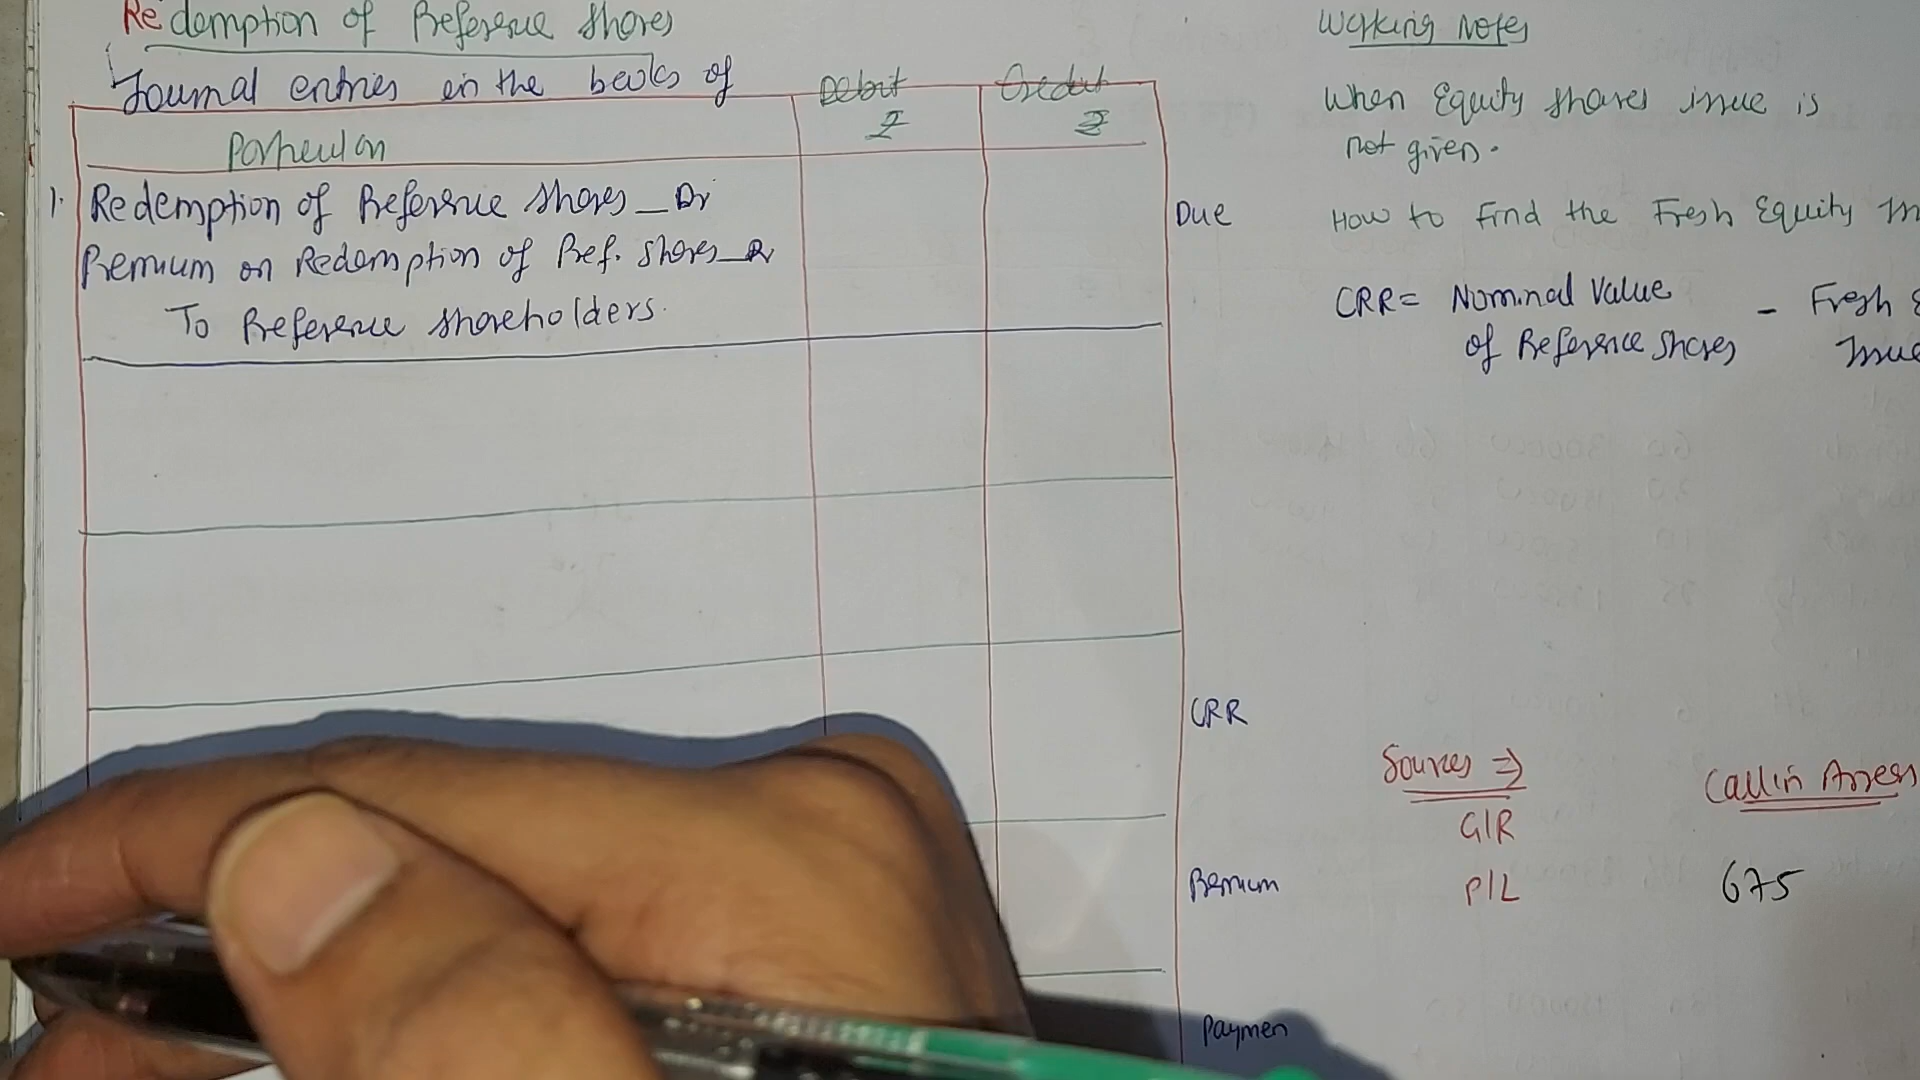 Redemption of Preference Shares
Journal entries in the books of
Debit ₹
Credit ₹
Particulars
1. Redemption of Preference Shares _ Dr
Premium on Redemption of Pref. Shares _ Dr
To Preference Shareholders.
Due
CRR
Premium
Paymen
Working Notes
When Equity Shares issue is
not given.
How to Find the Fresh Equity
CRR = Nominal Value - Fresh
of Preference Shares Issue
Sources ⇒
G/R
P/L
Call in Arrears
675